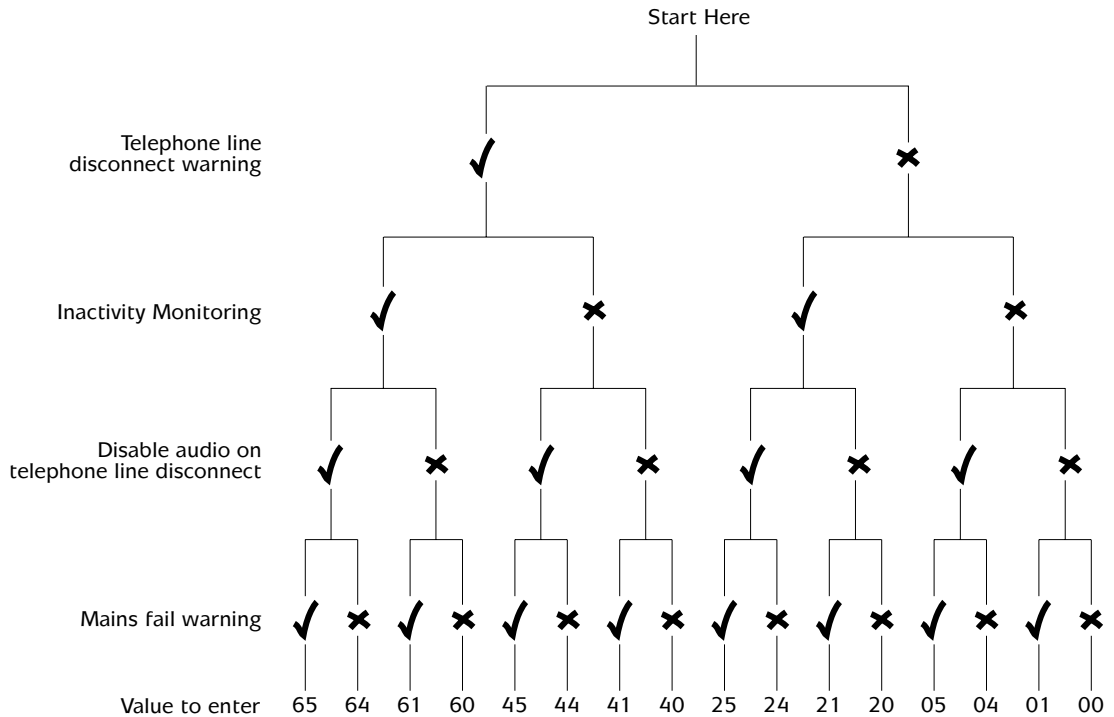 Start Here
Telephone line
disconnect warning
Inactivity Monitoring
Disable audio on
telephone line disconnect
Mains fail warning
Value to enter 65 64 61 60 45 44 41 40 25 24 21 20 05 04 01 00